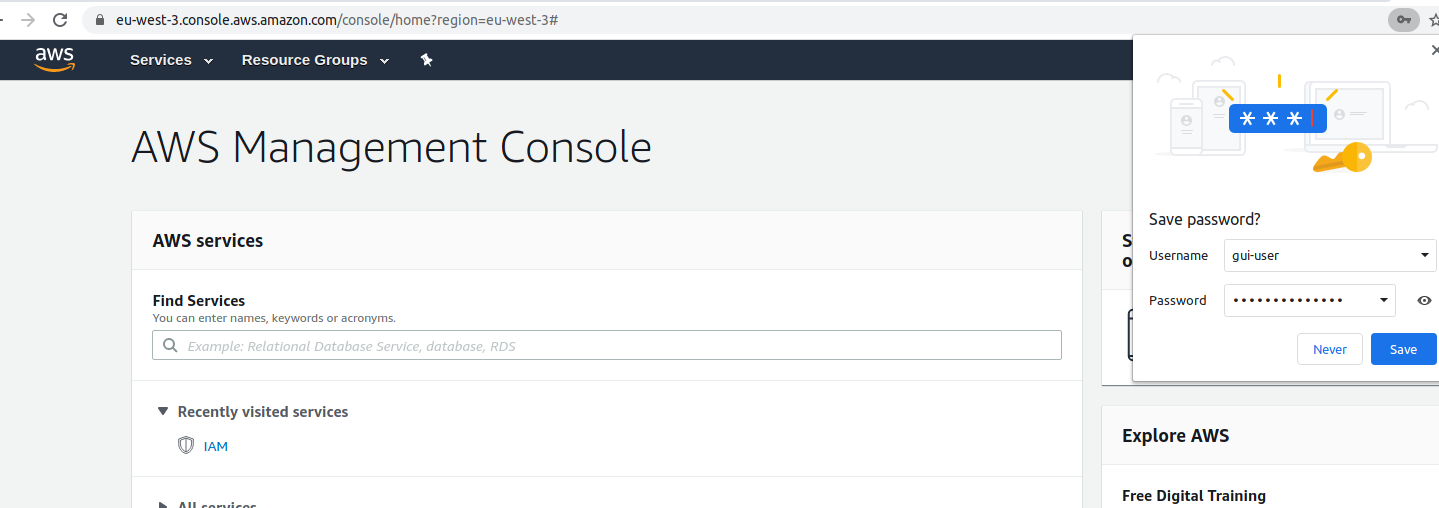 eu-west-3.console.aws.amazon.com/console/home?region=eu-west-3#
aws
Services
Resource Groups
AWS Management Console
AWS services
Find Services
You can enter names, keywords or acronyms.
Example: Relational Database Service, database, RDS
Recently visited services
IAM
All services
Save password?
Username
gui-user
Password
••••••••••••••
Never
Save
Explore AWS
Free Digital Training